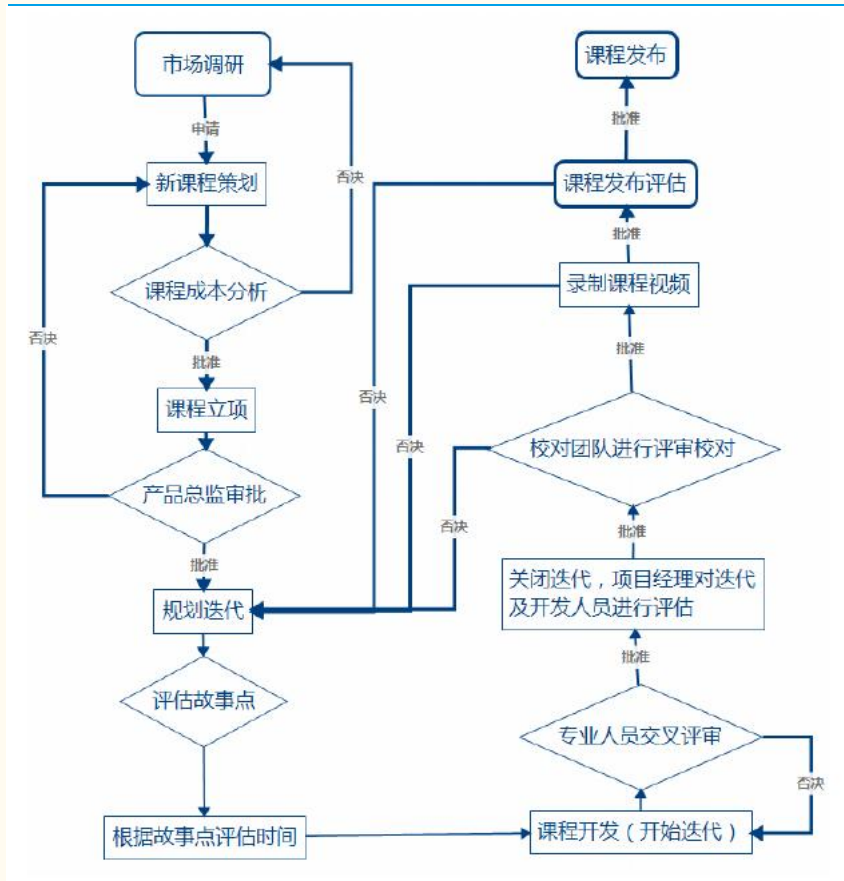 市场调研
申请
新课程策划
否决
课程成本分析
否决
批准
课程立项
产品总监审批
批准
规划迭代
评估故事点
根据故事点评估时间
课程发布
批准
课程发布评估
批准
录制课程视频
批准
否决
否决
校对团队进行评审校对
否决
批准
关闭迭代，项目经理对迭代
及开发人员进行评估
批准
专业人员交叉评审
否决
课程开发（开始迭代）